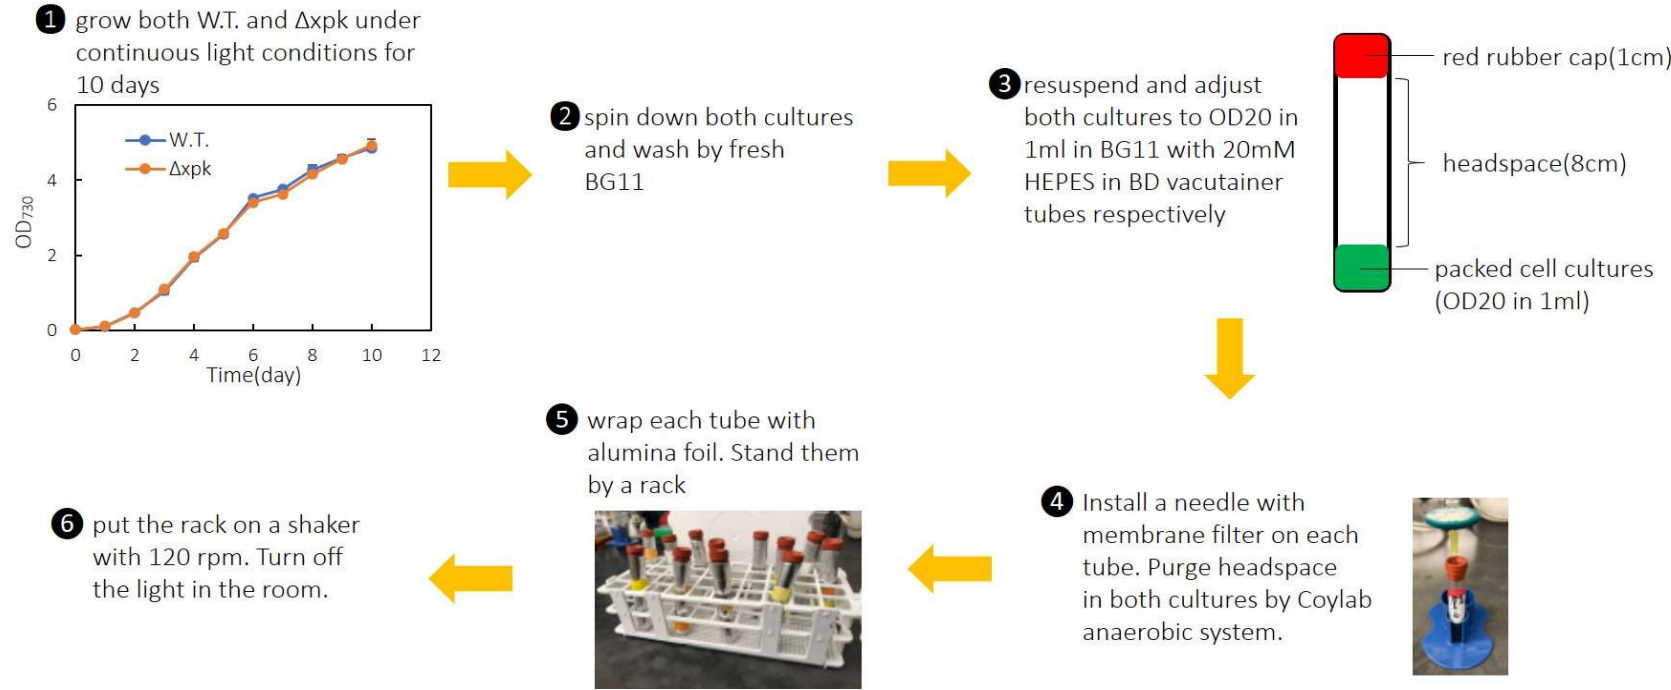 1 grow both W.T. and Δxpk under
continuous light conditions for
10 days
6
4
2
0
OD730
W.T.
Δxpk
0 2 4 6 8 10 12
Time(day)
2 spin down both cultures
and wash by fresh
BG11
3 resuspend and adjust
both cultures to OD20 in
1ml in BG11 with 20mM
HEPES in BD vacutainer
tubes respectively
red rubber cap(1cm)
headspace(8cm)
packed cell cultures
(OD20 in 1ml)
4 Install a needle with
membrane filter on each
tube. Purge headspace
in both cultures by Coylab
anaerobic system.
5 wrap each tube with
alumina foil. Stand them
by a rack
6 put the rack on a shaker
with 120 rpm. Turn off
the light in the room.